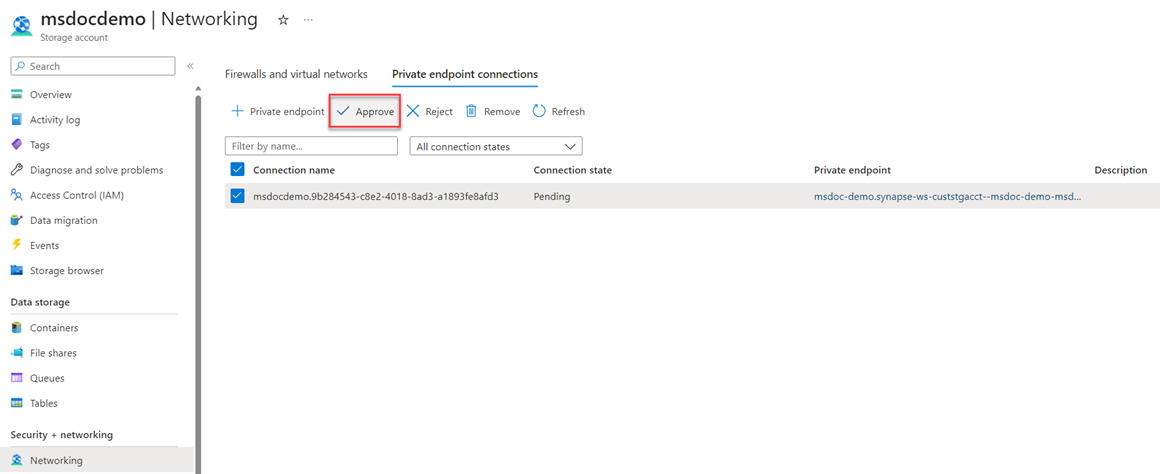 msdocdemo | Networking
Storage account
Search
Overview
Activity log
Tags
Diagnose and solve problems
Access Control (IAM)
Data migration
Events
Storage browser
Data storage
Containers
File shares
Queues
Tables
Security + networking
Networking
Firewalls and virtual networks Private endpoint connections
Private endpoint Approve Reject Remove Refresh
Filter by name... All connection states
Connection name Connection state Private endpoint Description
msdocdemo.9b284543-c8e2-4018-8ad3-a1893fe8afd3 Pending msdoc-demo.synapse-ws-custstgacct--msdoc-demo-msd...